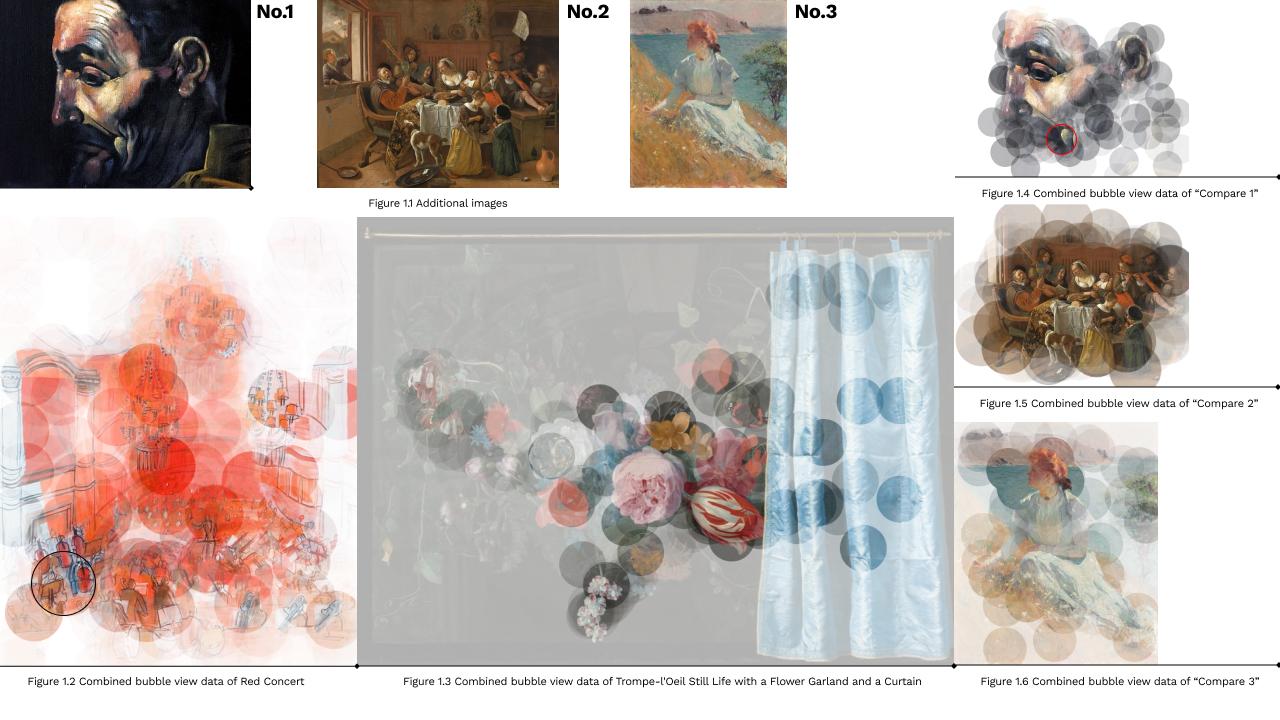 No.1
No.2
No.3
Figure 1.1 Additional images
Figure 1.4 Combined bubble view data of “Compare 1”
Figure 1.5 Combined bubble view data of “Compare 2”
Figure 1.2 Combined bubble view data of Red Concert
Figure 1.3 Combined bubble view data of Trompe-l'Oeil Still Life with a Flower Garland and a Curtain
Figure 1.6 Combined bubble view data of “Compare 3”